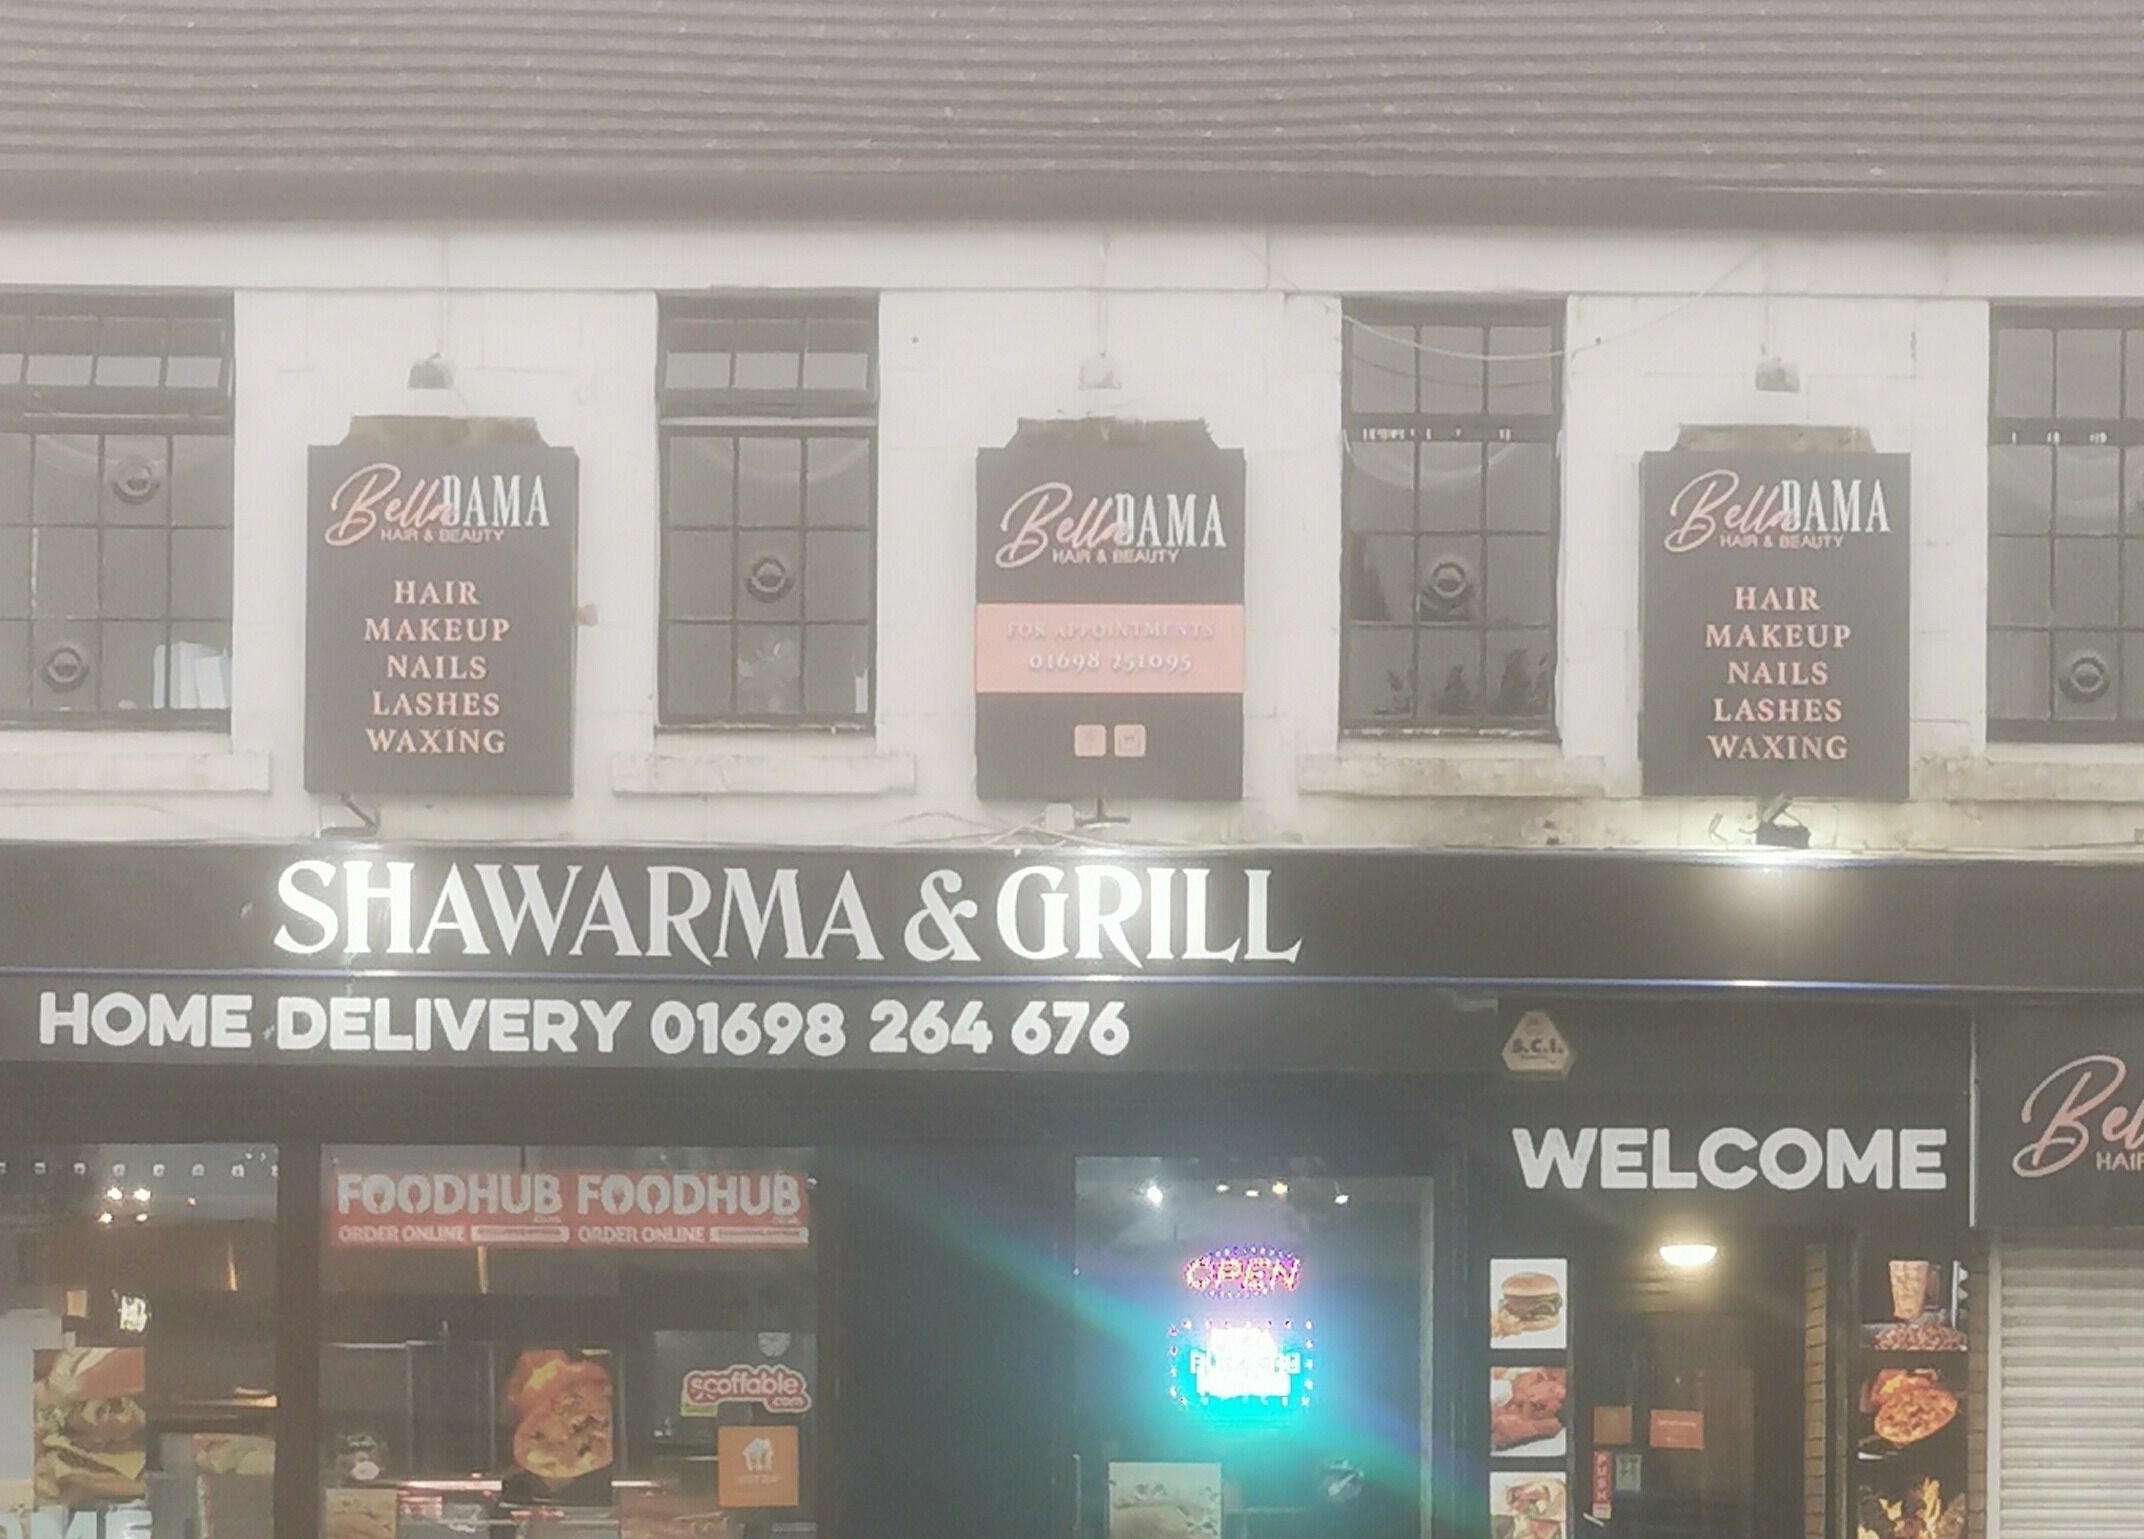 Bella DAMA
HAIR & BEAUTY
HAIR
MAKEUP
NAILS
LASHES
WAXING
Bella DAMA
HAIR & BEAUTY
FOR APPOINTMENTS
01698 251095
Bella DAMA
HAIR & BEAUTY
HAIR
MAKEUP
NAILS
LASHES
WAXING
SHAWARMA & GRILL
HOME DELIVERY 01698 264 676
S.C.I.
WELCOME
FOODHUB FOODHUB
ORDER ONLINE ORDER ONLINE
OPEN
scoffable
.com
PUSH